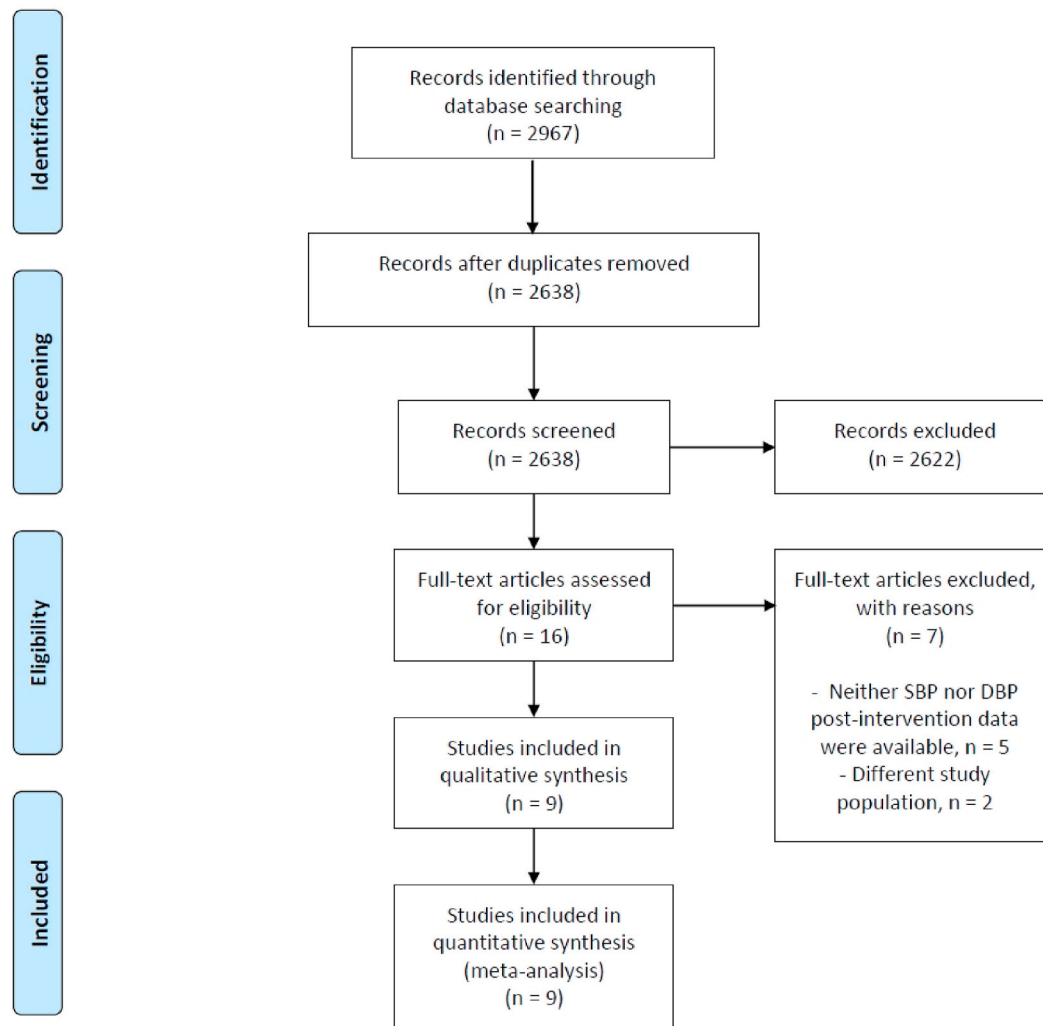 Identification
Records identified through
database searching
(n = 2967)
Records after duplicates removed
(n = 2638)
Screening
Records screened
(n = 2638)
Records excluded
(n = 2622)
Eligibility
Full-text articles assessed
for eligibility
(n = 16)
Full-text articles excluded,
with reasons
(n = 7)
- Neither SBP nor DBP
post-intervention data
were available, n = 5
- Different study
population, n = 2
Studies included in
qualitative synthesis
(n = 9)
Included
Studies included in
quantitative synthesis
(meta-analysis)
(n = 9)